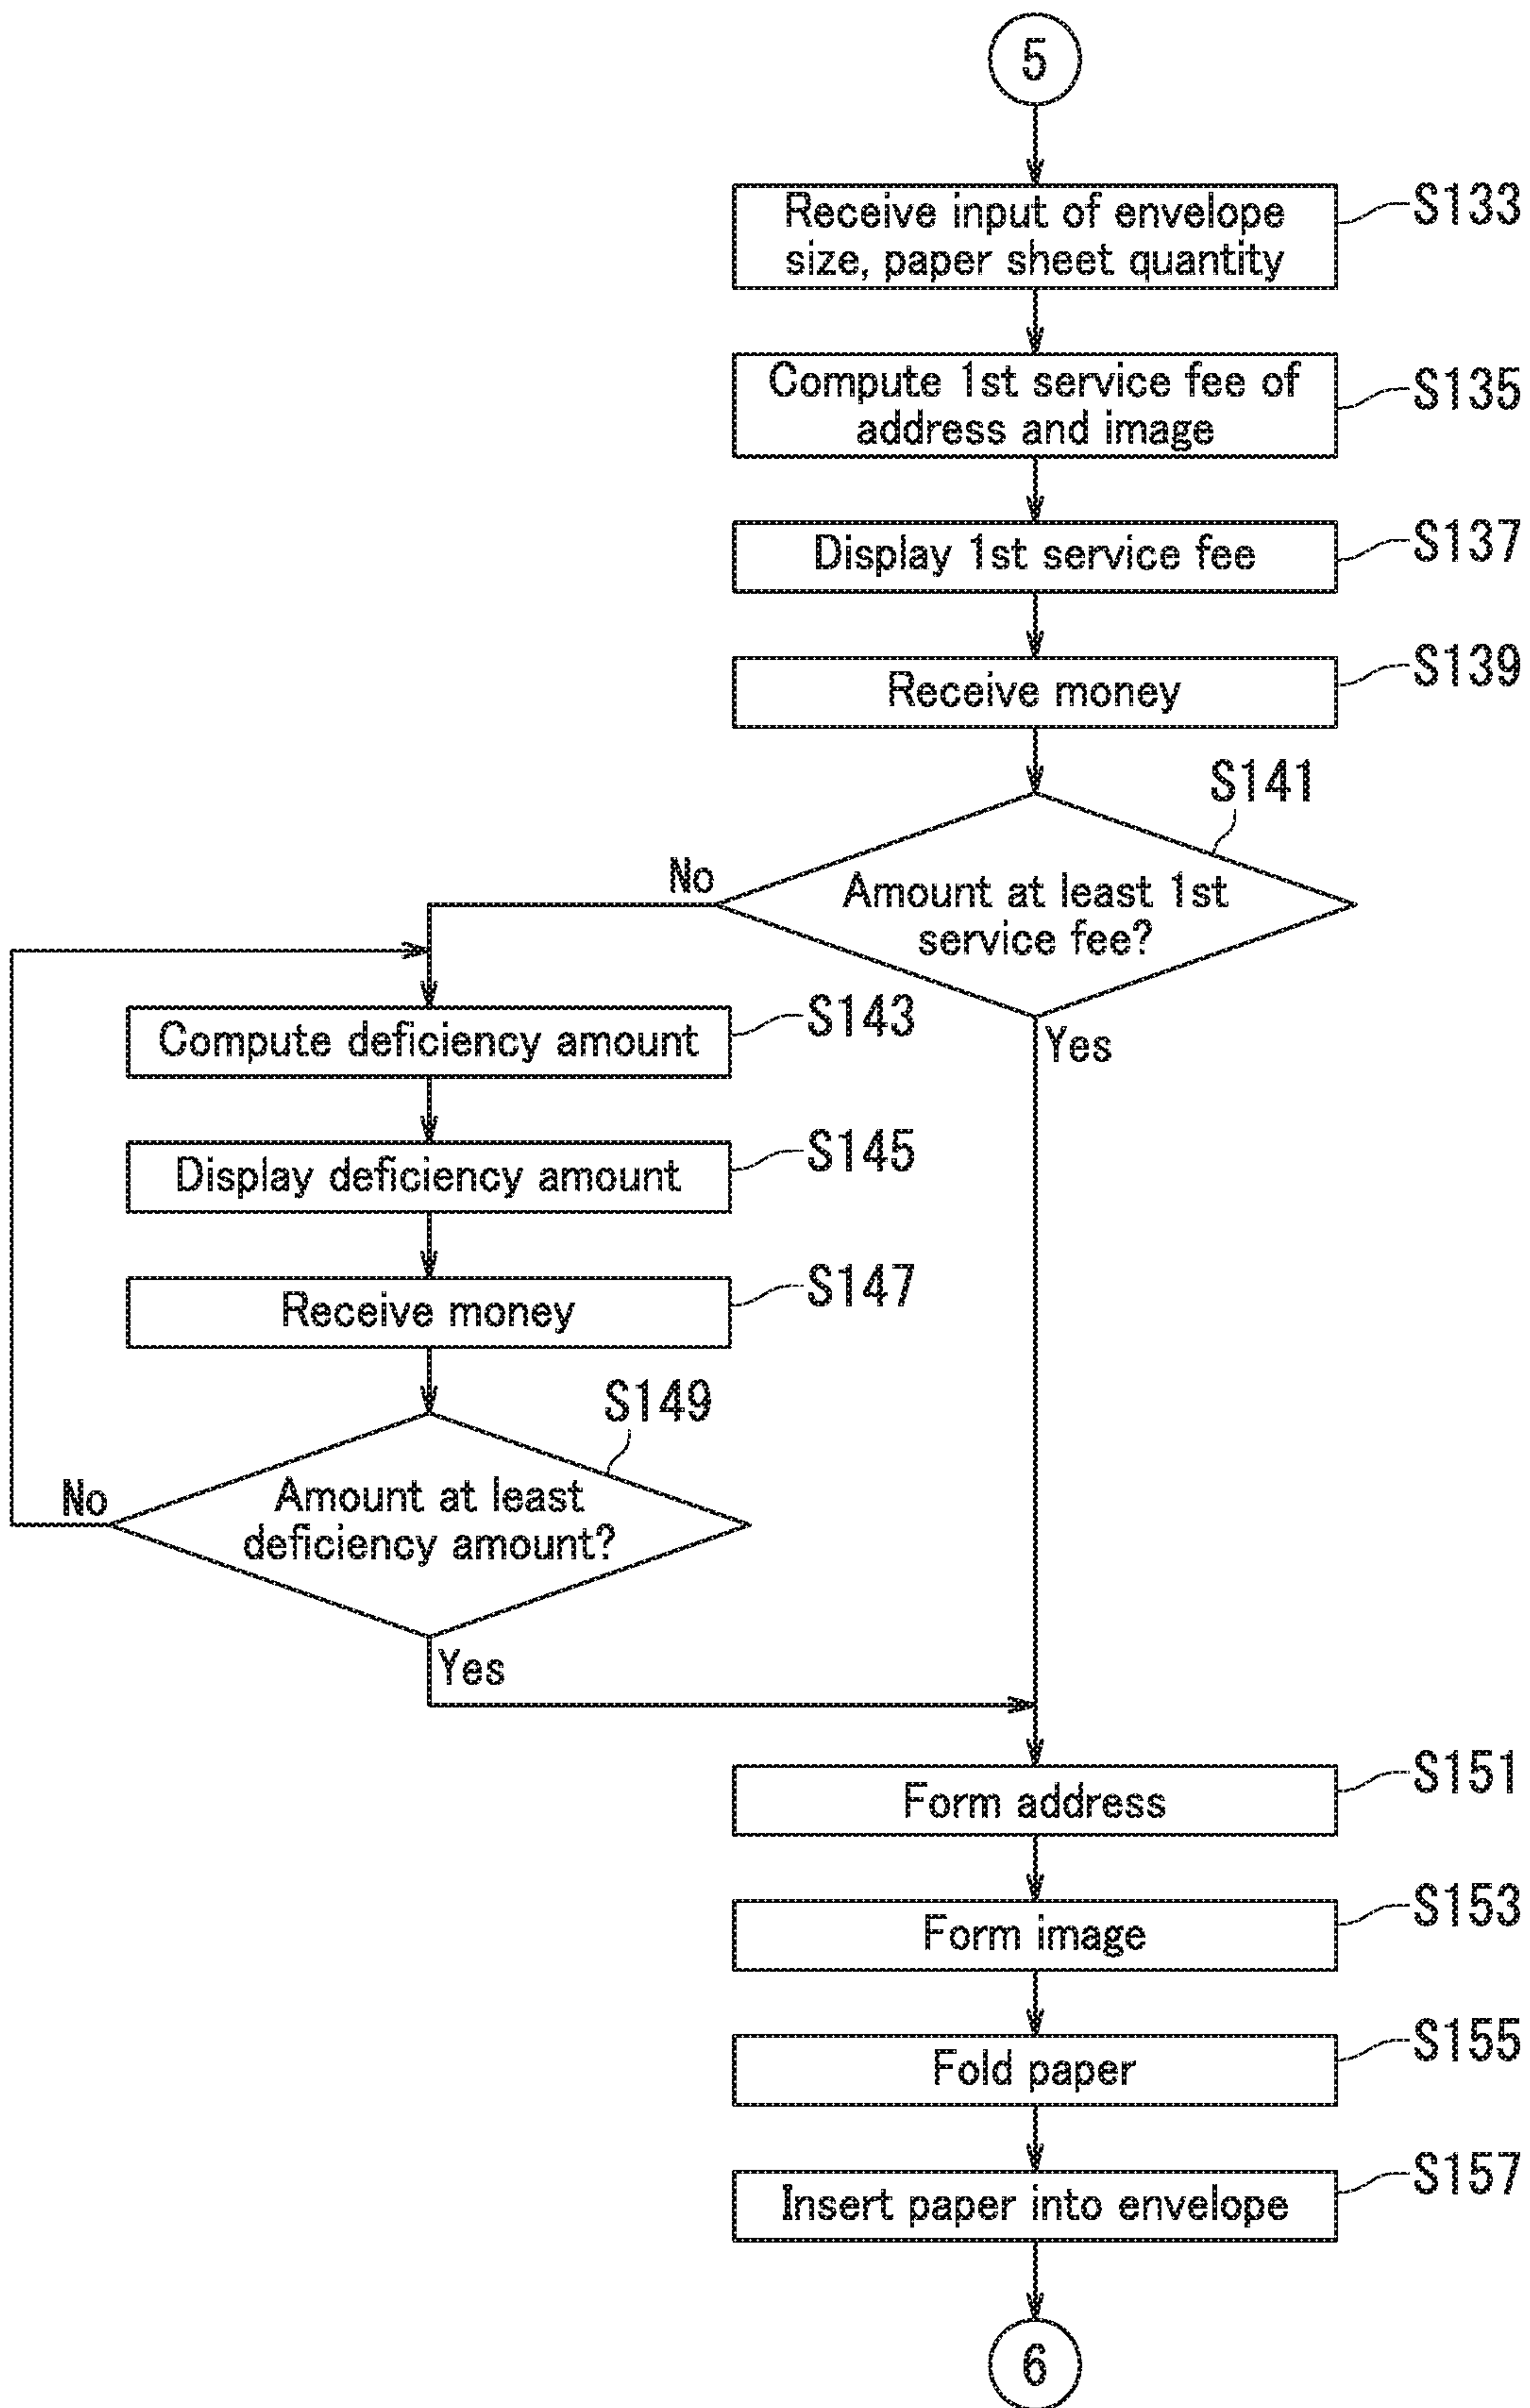 5
Receive input of envelope
size, paper sheet quantity
S133
Compute 1st service fee of
address and image
S135
Display 1st service fee
S137
Receive money
S139
S141
Amount at least 1st
service fee?
No
Yes
Compute deficiency amount
S143
Display deficiency amount
S145
Receive money
S147
S149
Amount at least
deficiency amount?
No
Yes
Form address
S151
Form image
S153
Fold paper
S155
Insert paper into envelope
S157
6